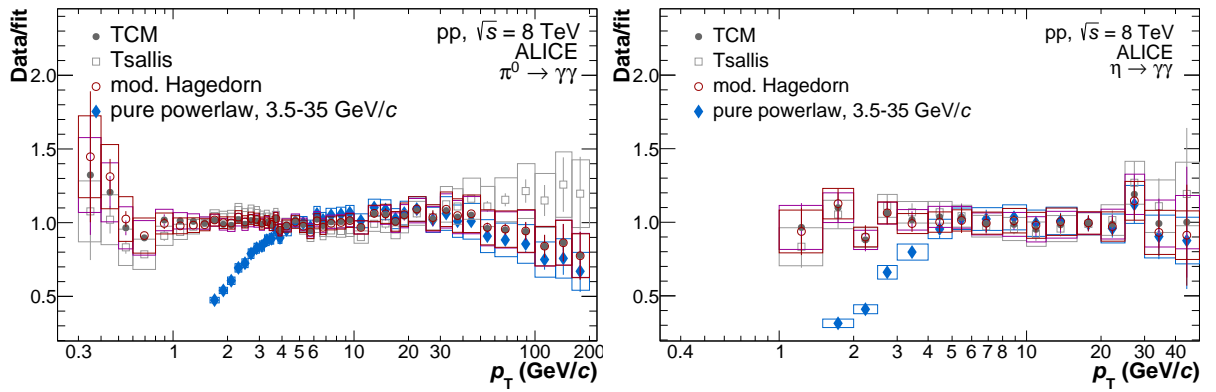 Data/fit
2.0
1.5
1.0
0.5
TCM
Tsallis
mod. Hagedorn
pure powerlaw, 3.5-35 GeV/c
pp, √s = 8 TeV
ALICE
π⁰ → γγ
0.3 1 2 3 4 5 6 10 20 30 100 200
p_T (GeV/c)
Data/fit
2.0
1.5
1.0
0.5
TCM
Tsallis
mod. Hagedorn
pure powerlaw, 3.5-35 GeV/c
pp, √s = 8 TeV
ALICE
η → γγ
0.4 1 2 3 4 5 6 7 8 10 20 30 40
p_T (GeV/c)